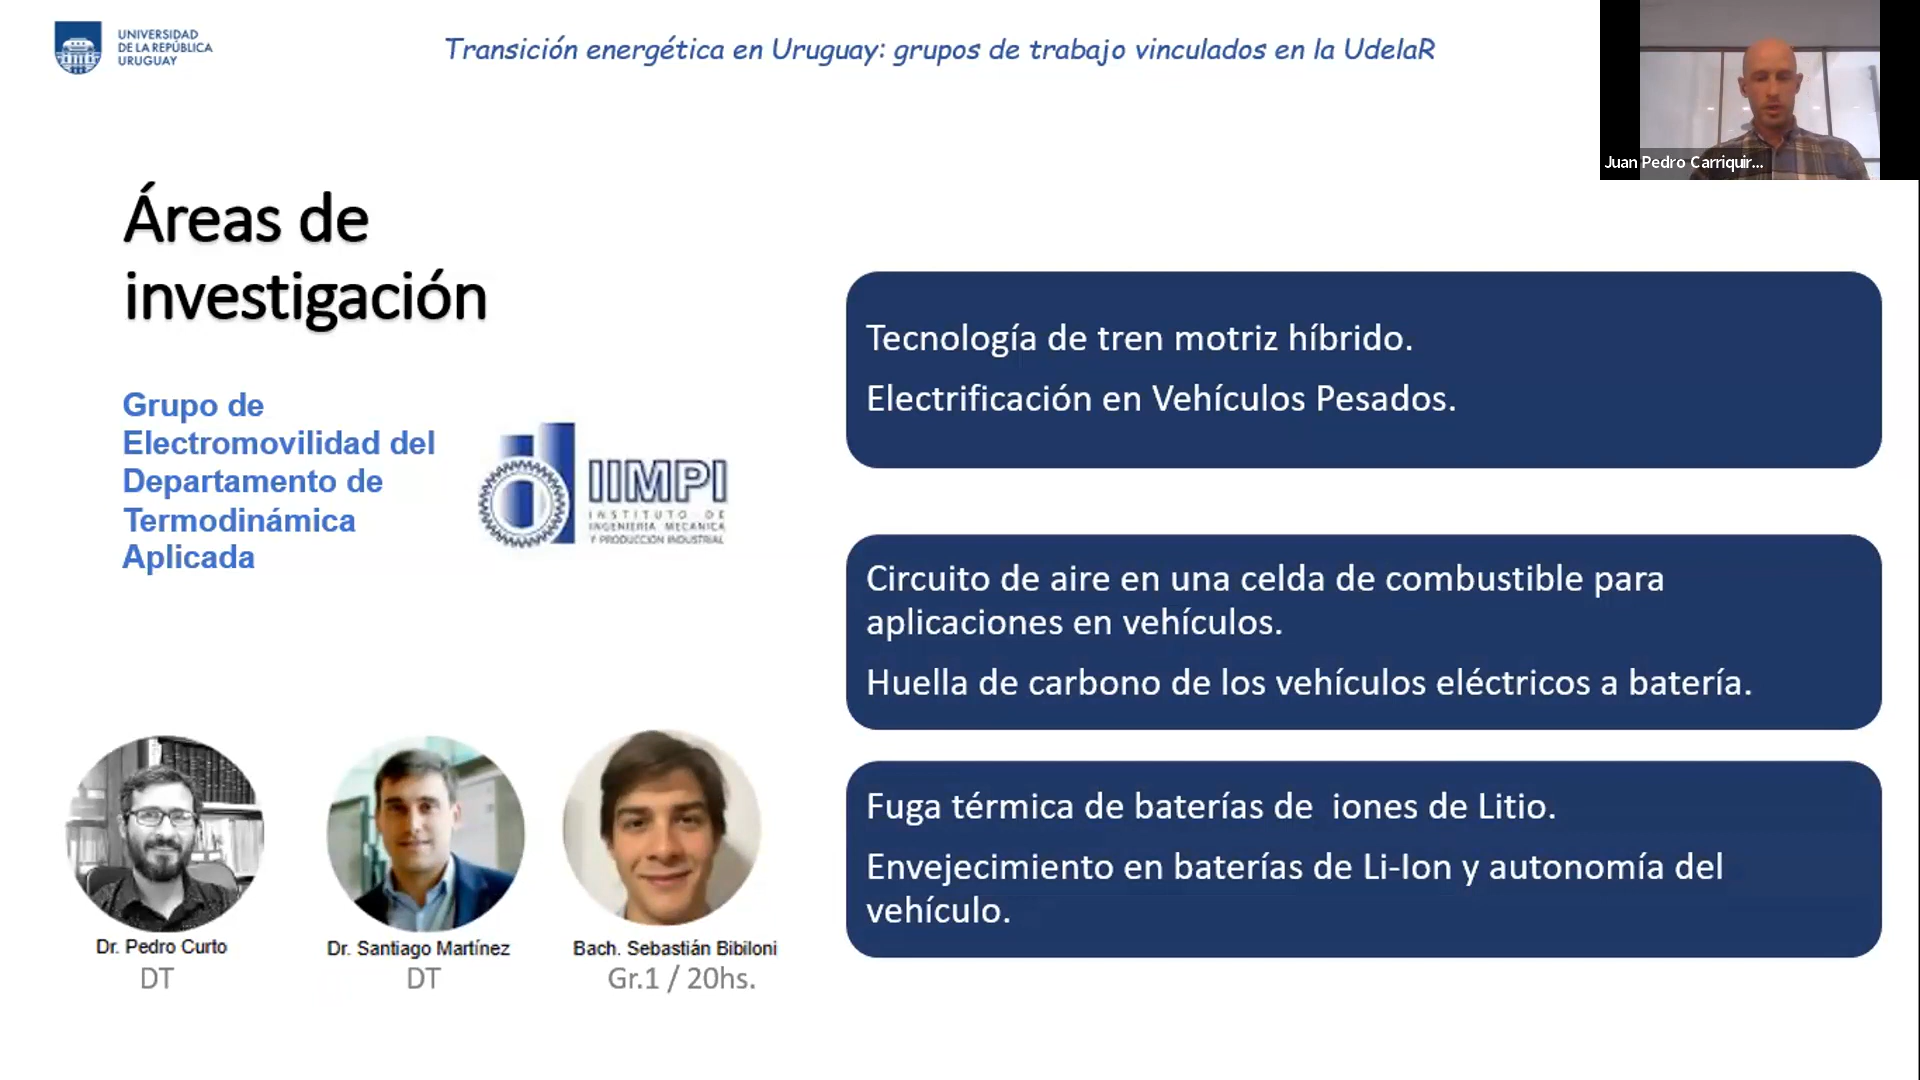 UNIVERSIDAD
DE LA REPÚBLICA
URUGUAY
Transición energética en Uruguay: grupos de trabajo vinculados en la UdelaR
Juan Pedro Carriquir...
Áreas de
investigación
Grupo de
Electromovilidad del
Departamento de
Termodinámica
Aplicada
IIMPI
INSTITUTO DE
INGENIERÍA MECÁNICA
Y PRODUCCIÓN INDUSTRIAL
Tecnología de tren motriz híbrido.
Electrificación en Vehículos Pesados.
Circuito de aire en una celda de combustible para
aplicaciones en vehículos.
Huella de carbono de los vehículos eléctricos a batería.
Fuga térmica de baterías de  iones de Litio.
Envejecimiento en baterías de Li-Ion y autonomía del
vehículo.
Dr. Pedro Curto
DT
Dr. Santiago Martínez
DT
Bach. Sebastián Bibiloni
Gr.1 / 20hs.